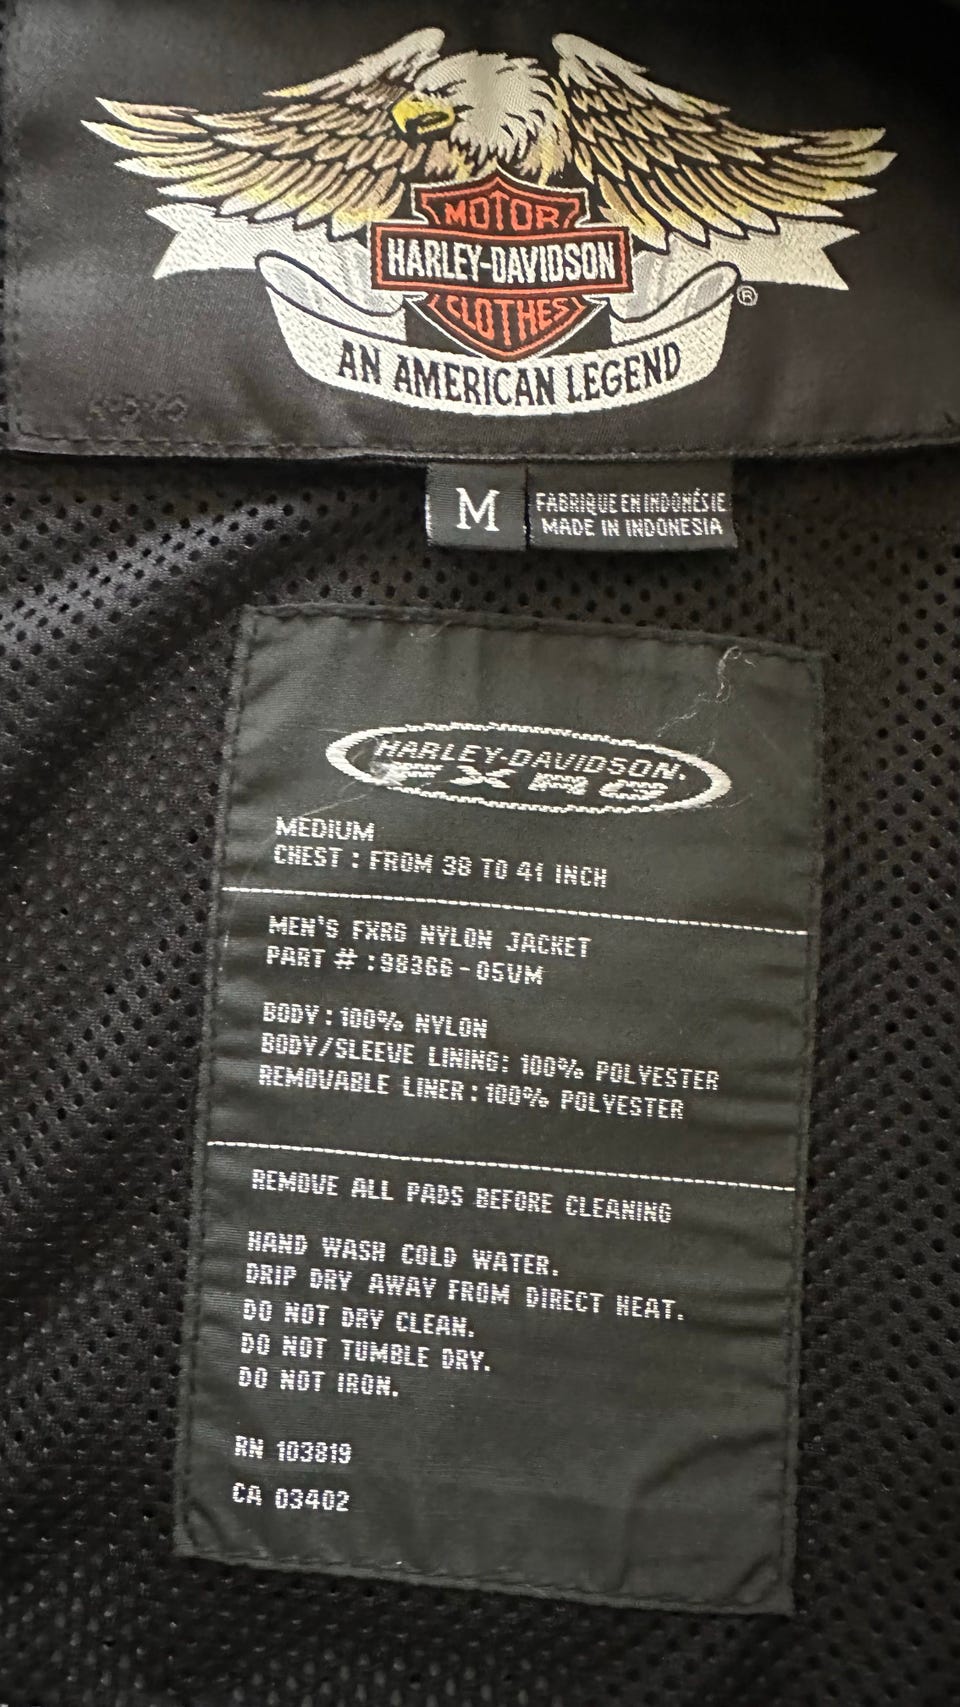 MOTOR
HARLEY-DAVIDSON
CLOTHES
®
AN AMERICAN LEGEND
M
FABRIQUE EN INDONÉSIE
MADE IN INDONESIA
HARLEY-DAVIDSON
FXRG
MEDIUM
CHEST : FROM 38 TO 41 INCH
MEN'S FXRG NYLON JACKET
PART # :98366-05VM
BODY : 100% NYLON
BODY/SLEEVE LINING: 100% POLYESTER
REMOVABLE LINER : 100% POLYESTER
REMOVE ALL PADS BEFORE CLEANING
HAND WASH COLD WATER.
DRIP DRY AWAY FROM DIRECT HEAT.
DO NOT DRY CLEAN.
DO NOT TUMBLE DRY.
DO NOT IRON.
RN 103819
CA 03402